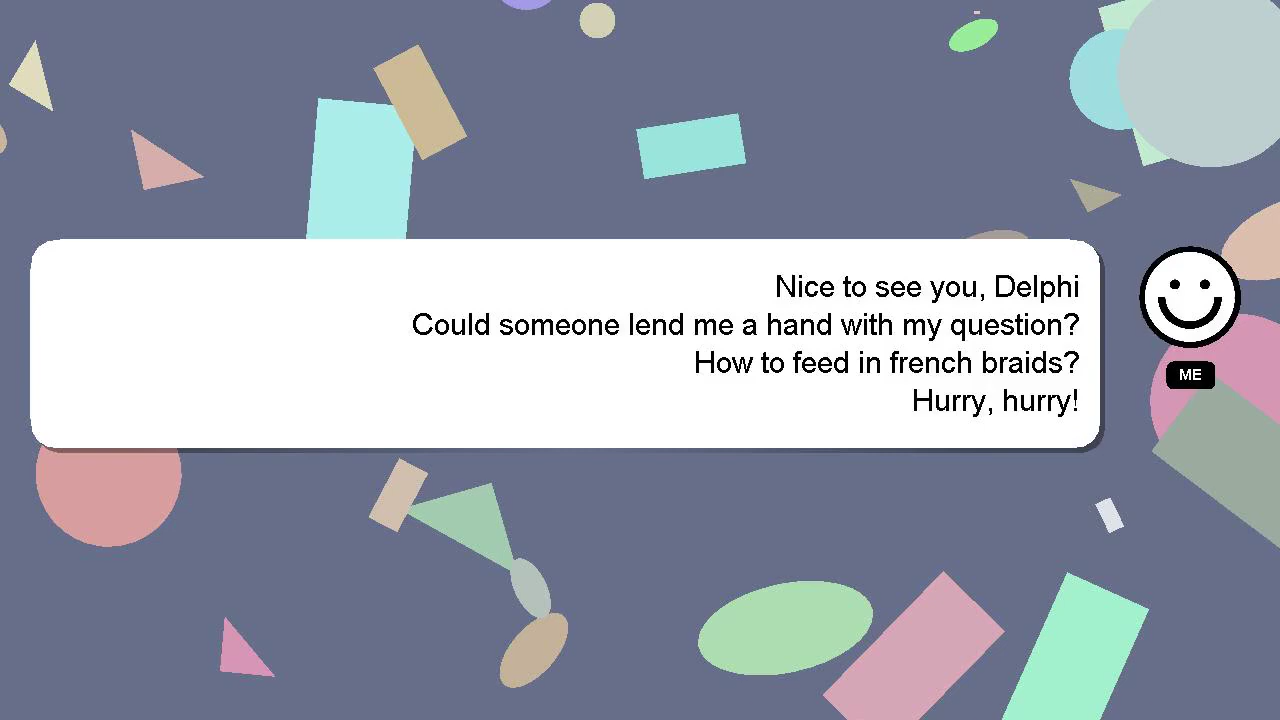 Nice to see you, Delphi
Could someone lend me a hand with my question?
How to feed in french braids?
Hurry, hurry!
ME